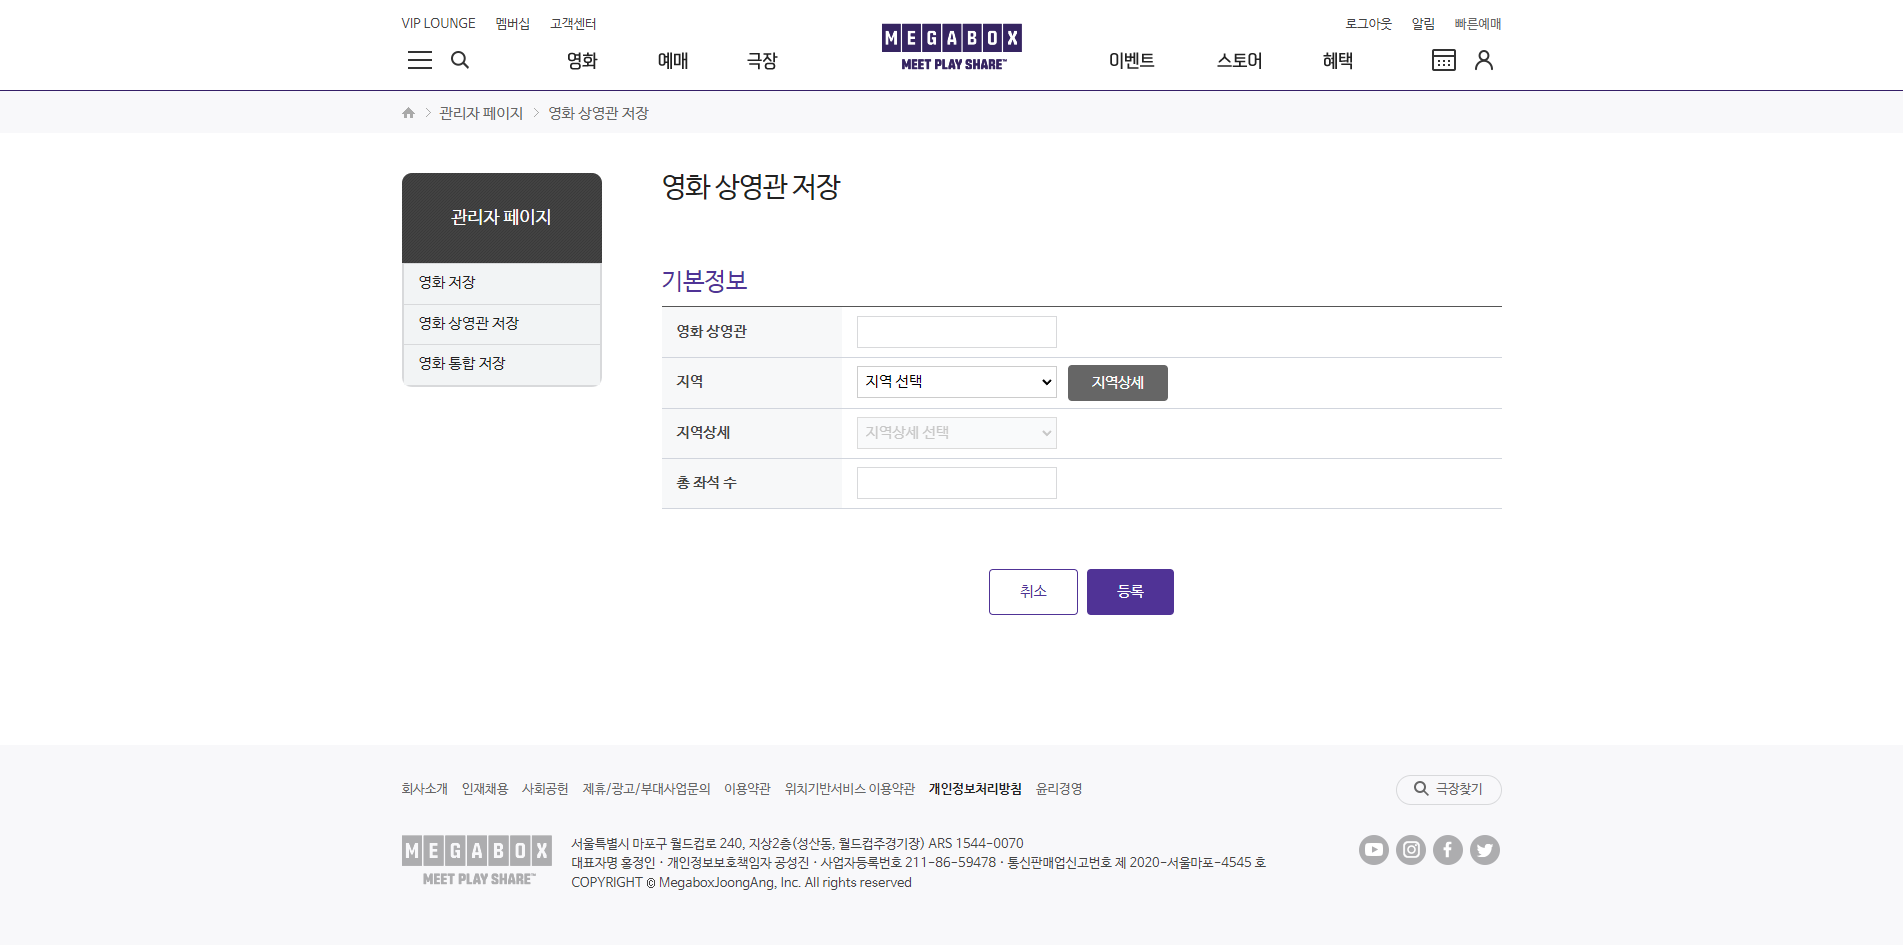 VIP LOUNGE 멤버십 고객센터
로그아웃 알림 빠른예매
영화 예매 극장
MEGABOX
MEET PLAY SHARE™
이벤트 스토어 혜택
관리자 페이지 영화 상영관 저장
관리자 페이지
영화 저장
영화 상영관 저장
영화 통합 저장
영화 상영관 저장
기본정보
영화 상영관
지역 지역 선택 지역상세
지역상세 지역상세 선택
총 좌석 수
취소 등록
회사소개 인재채용 사회공헌 제휴/광고/부대사업문의 이용약관 위치기반서비스 이용약관 개인정보처리방침 윤리경영
극장찾기
MEGABOX
MEET PLAY SHARE™
서울특별시 마포구 월드컵로 240, 지상2층(성산동, 월드컵주경기장) ARS 1544-0070
대표자명 홍정인 · 개인정보보호책임자 공성진 · 사업자등록번호 211-86-59478 · 통신판매업신고번호 제 2020-서울마포-4545 호
COPYRIGHT © MegaboxJoongAng, Inc. All rights reserved